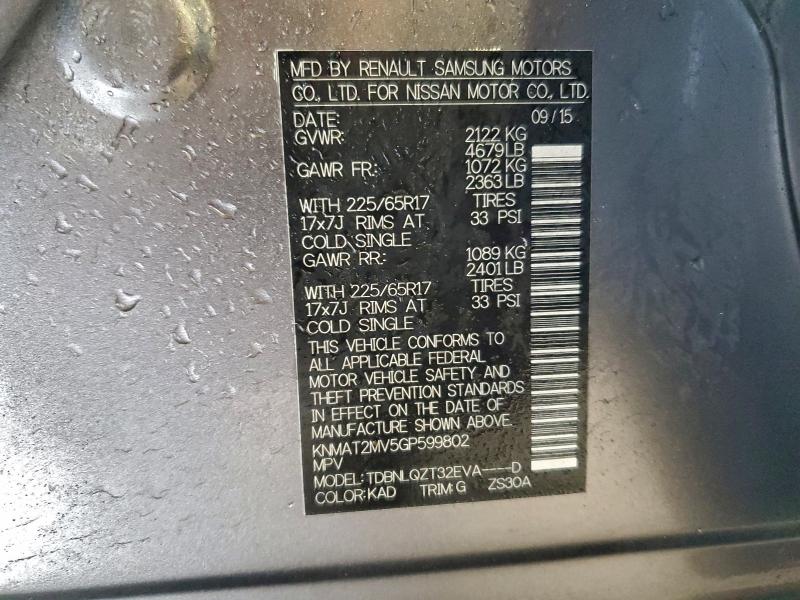 MFD BY RENAULT SAMSUNG MOTORS
CO., LTD. FOR NISSAN MOTOR CO., LTD.
DATE: 09/15
GVWR: 2122 KG
4679 LB
GAWR FR: 1072 KG
2363 LB
WITH 225/65R17 TIRES
17x7J RIMS AT 33 PSI
COLD SINGLE
GAWR RR: 1089 KG
2401 LB
WITH 225/65R17 TIRES
17x7J RIMS AT 33 PSI
COLD SINGLE
THIS VEHICLE CONFORMS TO
ALL APPLICABLE FEDERAL
MOTOR VEHICLE SAFETY AND
THEFT PREVENTION STANDARDS
IN EFFECT ON THE DATE OF
MANUFACTURE SHOWN ABOVE.
KNMAT2MV5GP599802
MPV
MODEL: TDBNLQZT32EVA----D
COLOR: KAD TRIM: G ZS30A